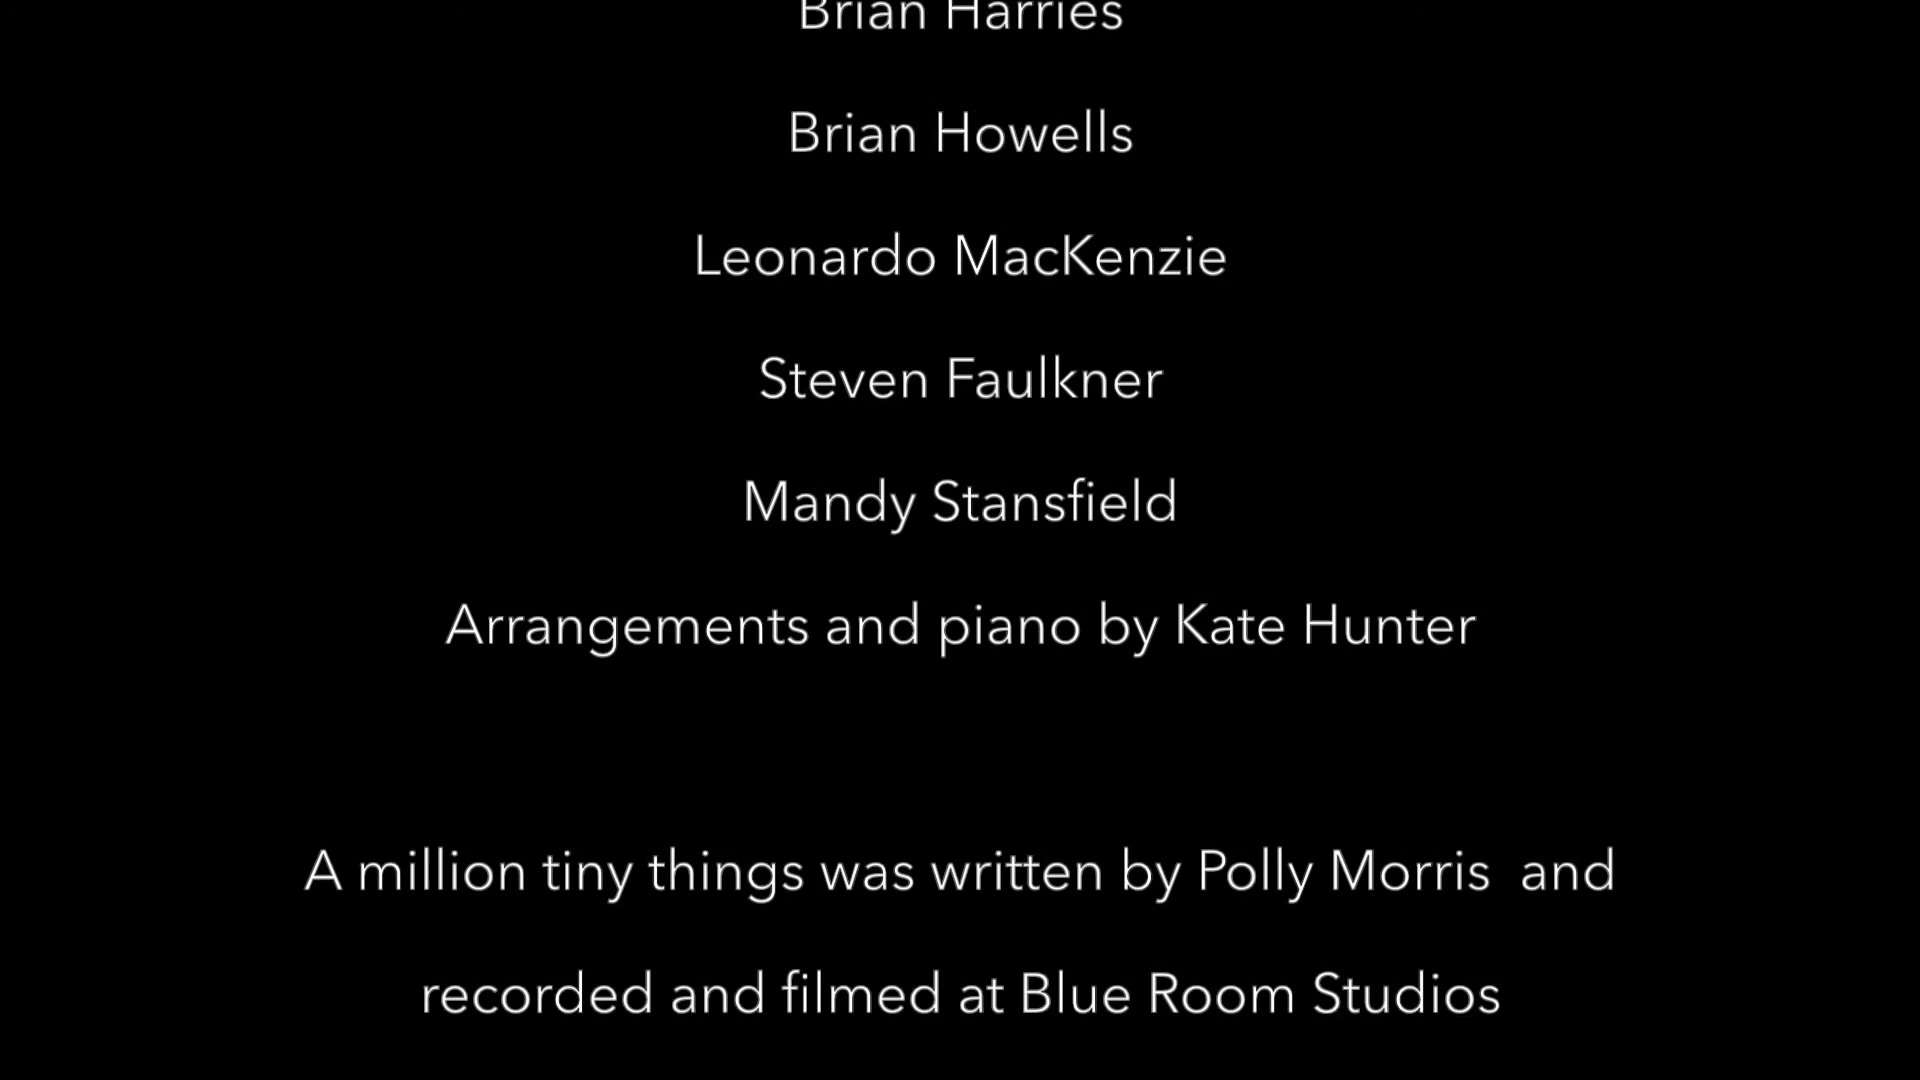 Brian Harries
Brian Howells
Leonardo MacKenzie
Steven Faulkner
Mandy Stansfield
Arrangements and piano by Kate Hunter
A million tiny things was written by Polly Morris  and
recorded and filmed at Blue Room Studios